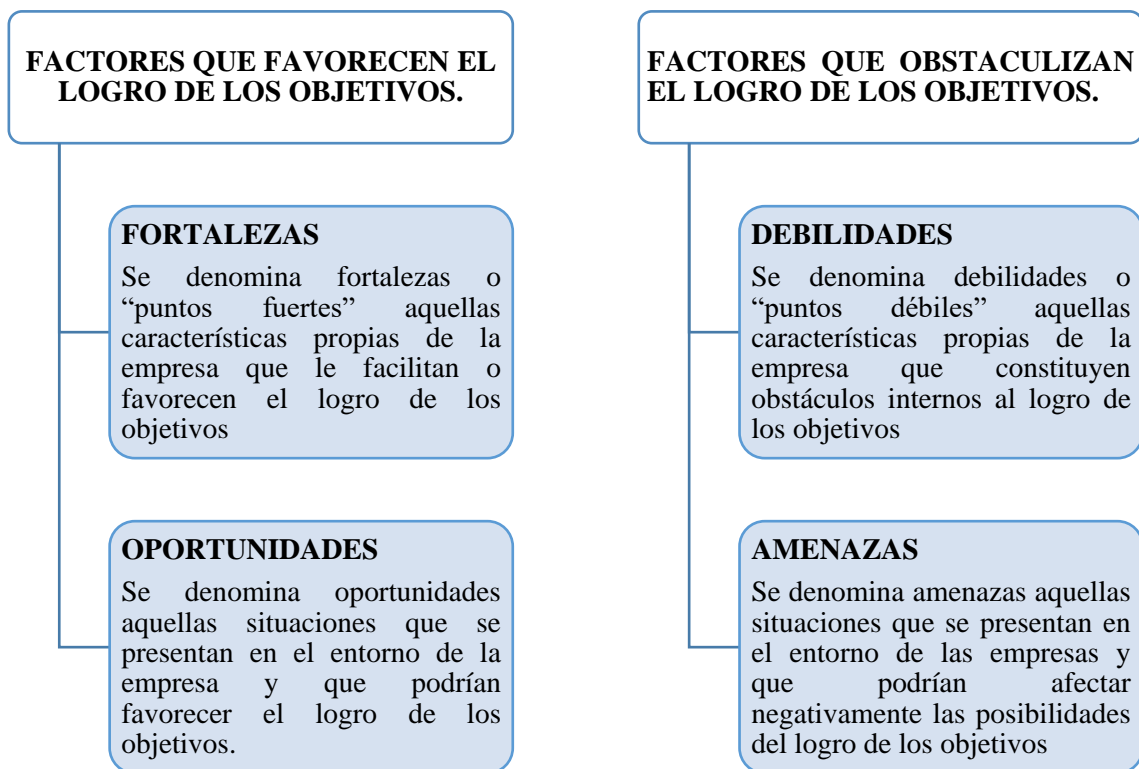 FACTORES QUE FAVORECEN EL
LOGRO DE LOS OBJETIVOS.
FORTALEZAS
Se denomina fortalezas o
“puntos fuertes” aquellas
características propias de la
empresa que le facilitan o
favorecen el logro de los
objetivos
OPORTUNIDADES
Se denomina oportunidades
aquellas situaciones que se
presentan en el entorno de la
empresa y que podrían
favorecer el logro de los
objetivos.
FACTORES QUE OBSTACULIZAN
EL LOGRO DE LOS OBJETIVOS.
DEBILIDADES
Se denomina debilidades o
“puntos débiles” aquellas
características propias de la
empresa que constituyen
obstáculos internos al logro de
los objetivos
AMENAZAS
Se denomina amenazas aquellas
situaciones que se presentan en
el entorno de las empresas y
que podrían afectar
negativamente las posibilidades
del logro de los objetivos